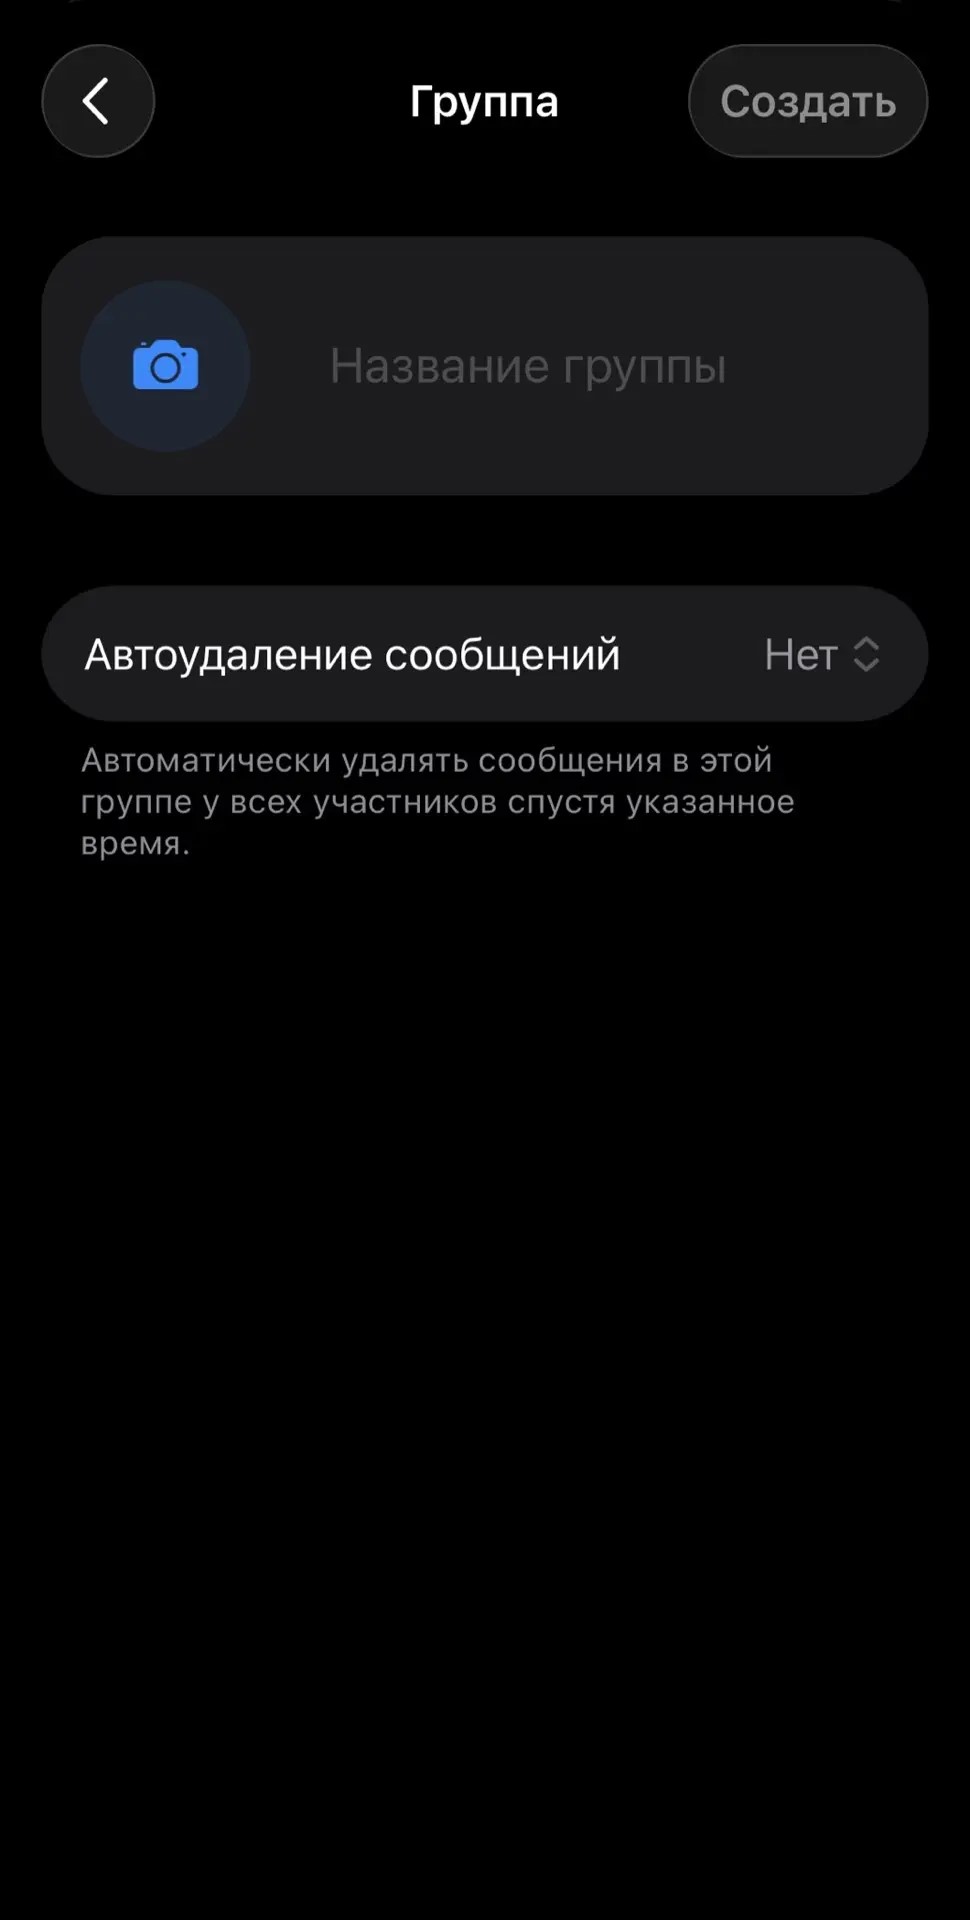 Группа
Создать
Название группы
Автоудаление сообщений
Нет
Автоматически удалять сообщения в этой
группе у всех участников спустя указанное
время.